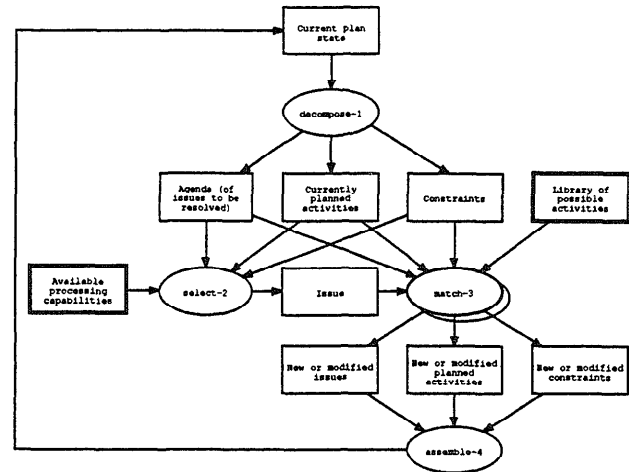 Current plan
state
decompose-1
Agenda (of
issues to be
resolved)
Currently
planned
activities
Constraints
Library of
possible
activities
Available
processing
capabilities
select-2
Issue
match-3
New or modified
issues
New or modified
planned
activities
New or modified
constraints
assemble-4